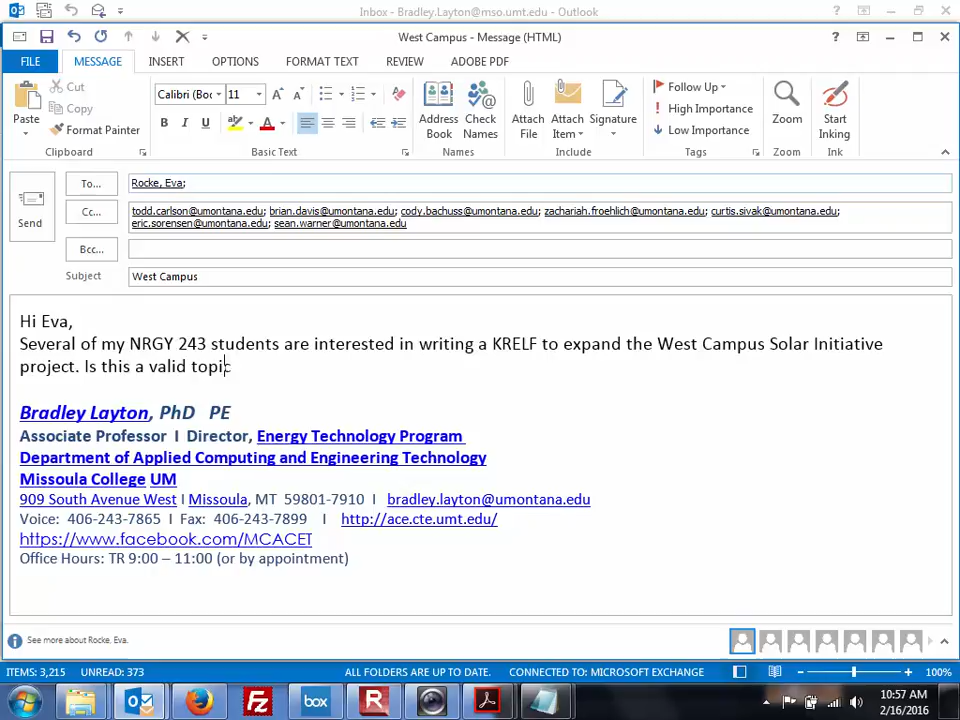 Inbox - Bradley.Layton@mso.umt.edu - Outlook
West Campus - Message (HTML)
FILE MESSAGE INSERT OPTIONS FORMAT TEXT REVIEW ADOBE PDF
Paste
Cut
Copy
Format Painter
Clipboard
Calibri (Boc 11
B I U
Basic Text
Address Book
Check Names
Names
Attach File
Attach Item
Signature
Include
Follow Up
High Importance
Low Importance
Tags
Zoom
Zoom
Start Inking
Ink
Send
To... Rocke, Eva;
Cc... todd.carlson@umontana.edu; brian.davis@umontana.edu; cody.bachuss@umontana.edu; zachariah.froehlich@umontana.edu; curtis.sivak@umontana.edu;
eric.sorensen@umontana.edu; sean.warner@umontana.edu
Bcc...
Subject West Campus
Hi Eva,
Several of my NRGY 243 students are interested in writing a KRELF to expand the West Campus Solar Initiative
project. Is this a valid topic
Bradley Layton, PhD PE
Associate Professor I Director, Energy Technology Program
Department of Applied Computing and Engineering Technology
Missoula College UM
909 South Avenue West I Missoula, MT 59801-7910 I bradley.layton@umontana.edu
Voice: 406-243-7865 I Fax: 406-243-7899 I http://ace.cte.umt.edu/
https://www.facebook.com/MCACET
Office Hours: TR 9:00 – 11:00 (or by appointment)
See more about Rocke, Eva.
ITEMS: 3,215 UNREAD: 373 ALL FOLDERS ARE UP TO DATE. CONNECTED TO: MICROSOFT EXCHANGE 100%
box
10:57 AM
2/16/2016